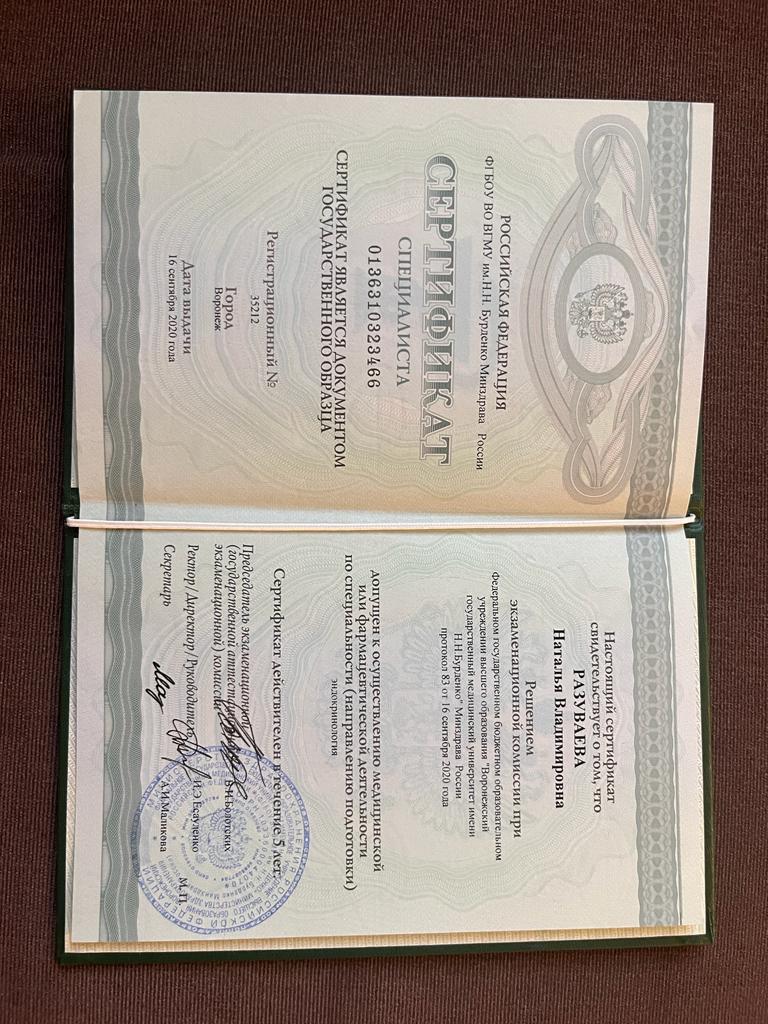 РОССИЙСКАЯ ФЕДЕРАЦИЯ
ФГБОУ ВО ВГМУ им.Н.Н. Бурденко Минздрава России
СЕРТИФИКАТ
СПЕЦИАЛИСТА
0136310323466
СЕРТИФИКАТ ЯВЛЯЕТСЯ ДОКУМЕНТОМ
ГОСУДАРСТВЕННОГО ОБРАЗЦА
Регистрационный №
35212
Город
Воронеж
Дата выдачи
16 сентября 2020 года
Настоящий сертификат
свидетельствует о том, что
РАЗУВАЕВА
Наталья Владимировна
Решением
экзаменационной комиссии при
Федеральном государственном бюджетном образовательном
учреждении высшего образования "Воронежский
государственный медицинский университет имени
Н.Н.Бурденко" Минздрава России
протокол 83 от 16 сентября 2020 года
допущен к осуществлению медицинской
или фармацевтической деятельности
по специальности (направлению подготовки)
эндокринология
Сертификат действителен в течение 5 лет
Председатель экзаменационной
(государственной аттестационной
экзаменационной) комиссии
В.И.Болотских
Ректор/Директор/Руководитель
И.Э.Есауленко
Секретарь
А.И.Маликова
М.П.